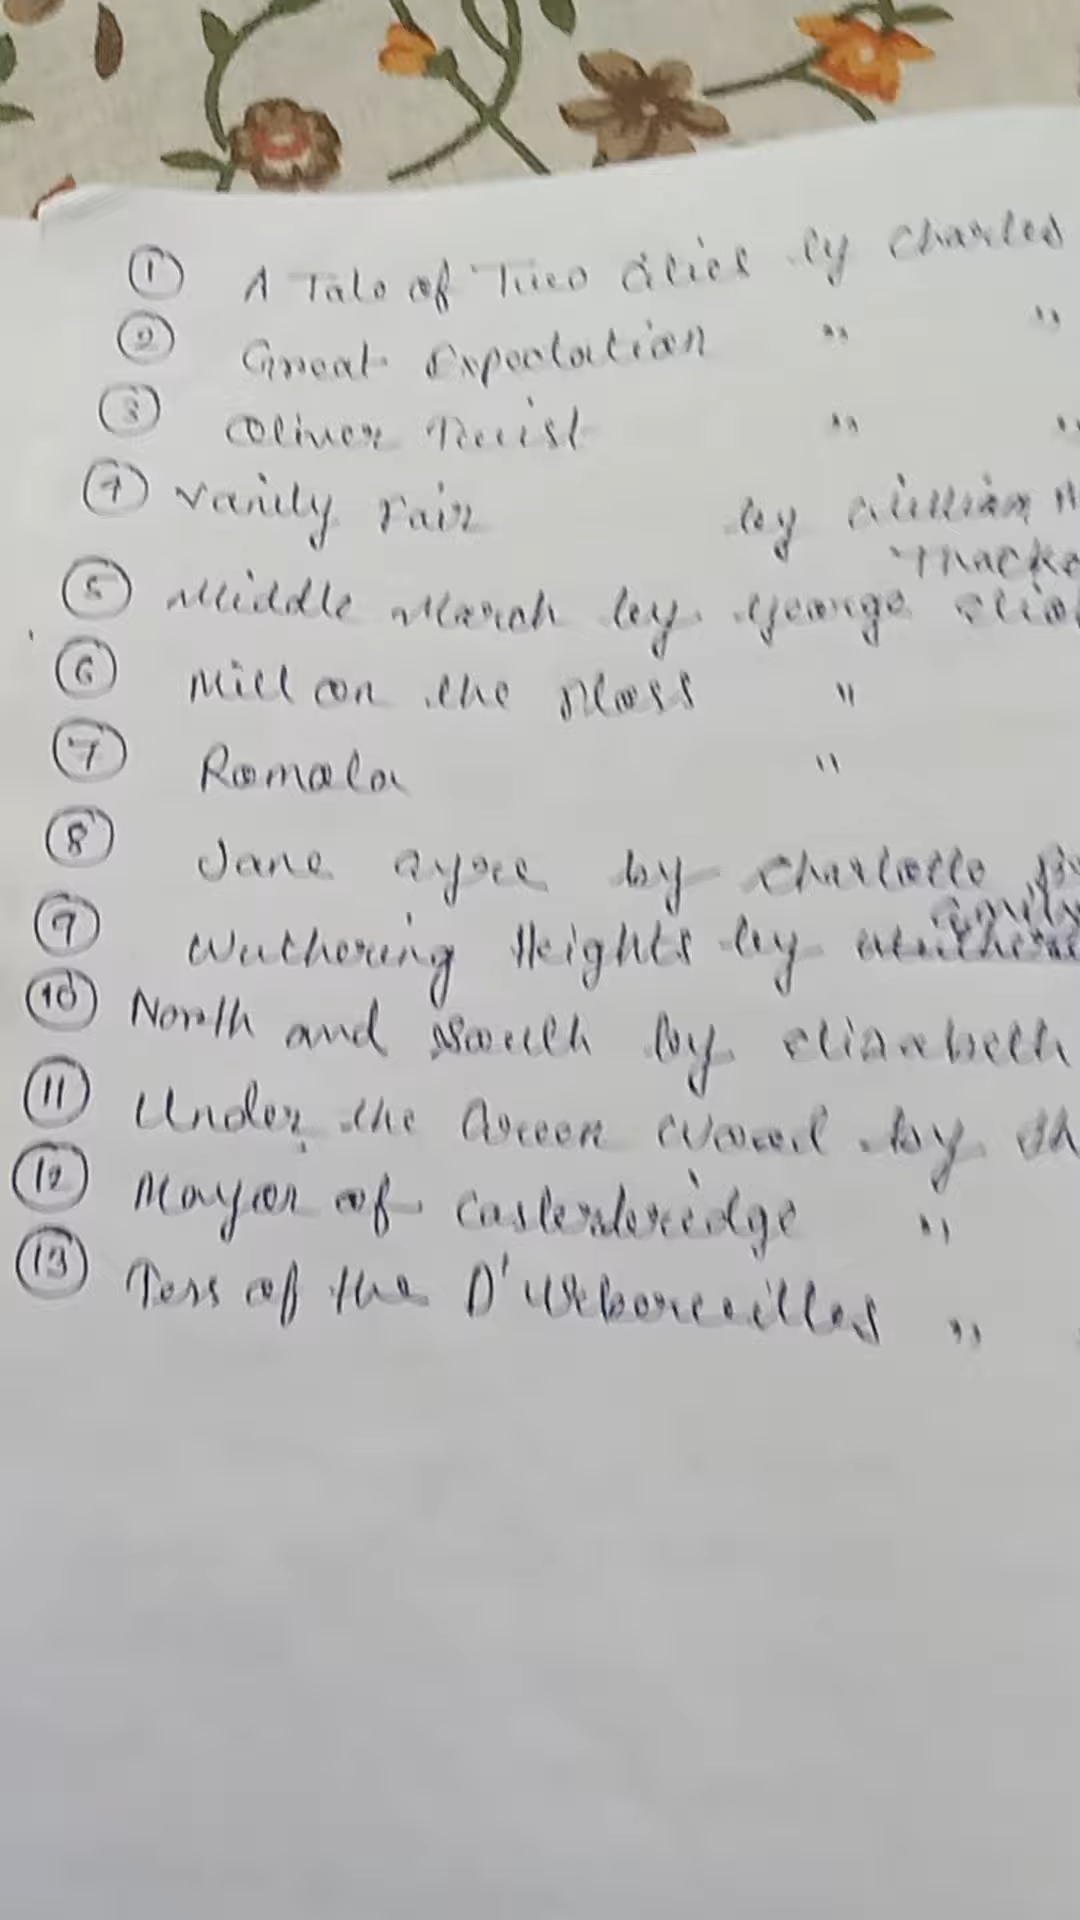 ① A Tale of Two Cities by Charles
② Great Expectation " "
③ Oliver Twist " "
④ Vanity Fair by William M
Thacke
⑤ Middle March by George Elio
⑥ Mill on the Floss "
⑦ Romola "
⑧ Jane ayre by Charlotte
⑨ Wuthering Heights by Emily
⑩ North and South by Elizabeth
⑪ Under the Green Wood by Th
⑫ Mayor of Casterbridge "
⑬ Tess of the D'Urbervilles "